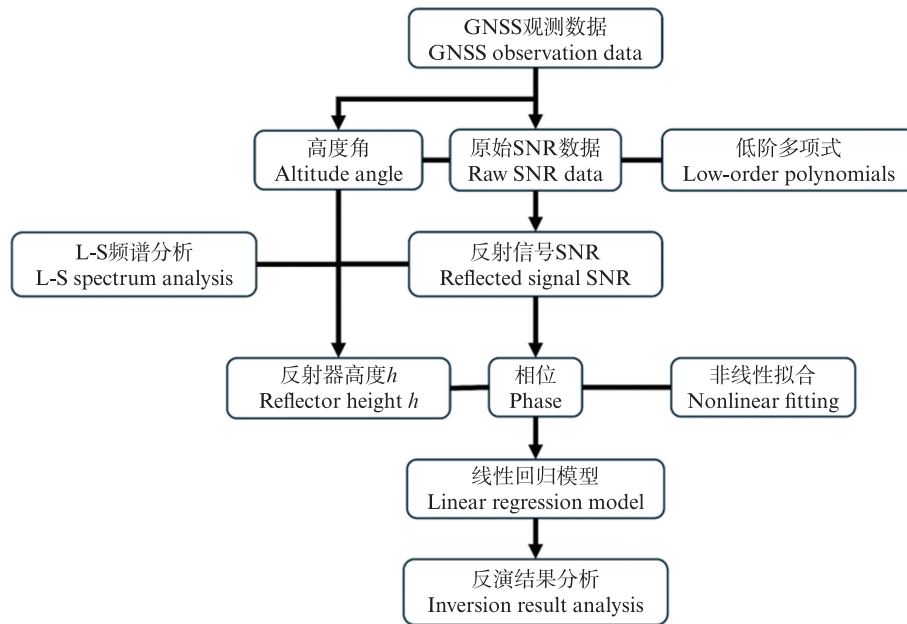 GNSS观测数据
GNSS observation data
高度角
Altitude angle
原始SNR数据
Raw SNR data
低阶多项式
Low-order polynomials
L-S频谱分析
L-S spectrum analysis
反射信号SNR
Reflected signal SNR
反射器高度h
Reflector height h
相位
Phase
非线性拟合
Nonlinear fitting
线性回归模型
Linear regression model
反演结果分析
Inversion result analysis